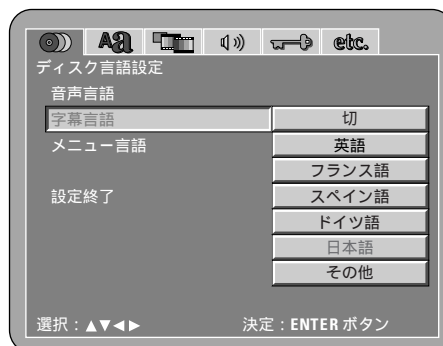 Aあ etc.
ディスク言語設定
音声言語
字幕言語 切
メニュー言語 英語
フランス語
設定終了 スペイン語
ドイツ語
日本語
その他
選択：▲▼◀▶ 決定：ENTER ボタン